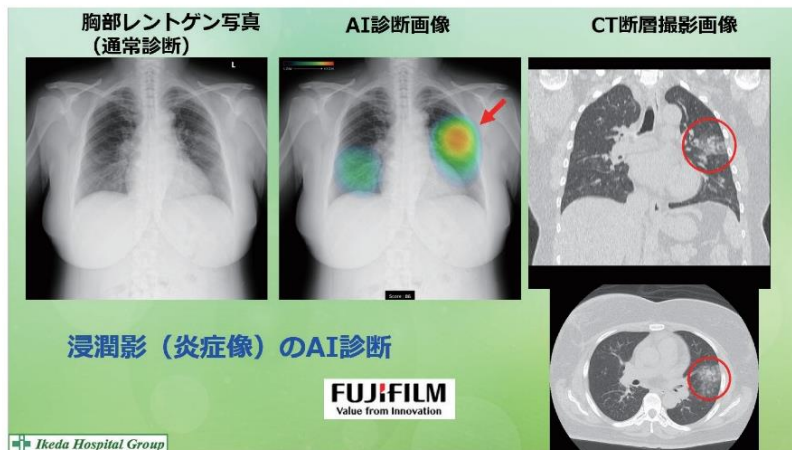 胸部レントゲン写真
（通常診断）
AI診断画像
CT断層撮影画像
L
Score: 86
浸潤影（炎症像）のAI診断
FUJIFILM
Value from Innovation
Ikeda Hospital Group